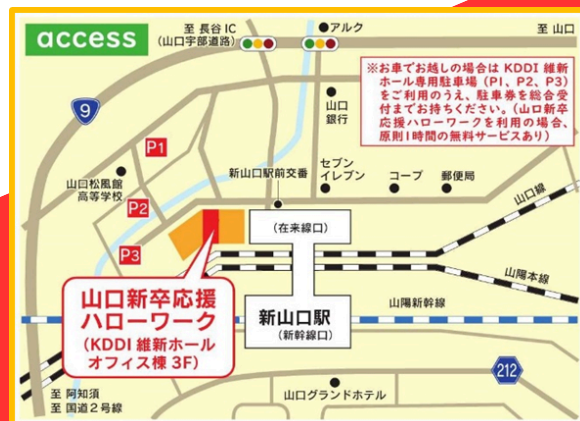 access
至 長谷 IC
(山口宇部道路)
アルク
至 山口
※お車でお越しの場合は KDDI 維新
ホール専用駐車場 (P1、P2、P3)
をご利用のうえ、駐車券を総合受
付までお持ちください。(山口新卒
応援ハローワークを利用の場合、
原則1時間の無料サービスあり)
9
山口
銀行
P1
新山口駅前交番
セブン
イレブン
コープ
郵便局
山口松風館
高等学校
P2
山口線
(在来線口)
P3
山陽本線
山口新卒応援
ハローワーク
(KDDI 維新ホール
オフィス棟 3F)
新山口駅
(新幹線口)
山陽新幹線
212
至 阿知須
至 国道2号線
山口グランドホテル